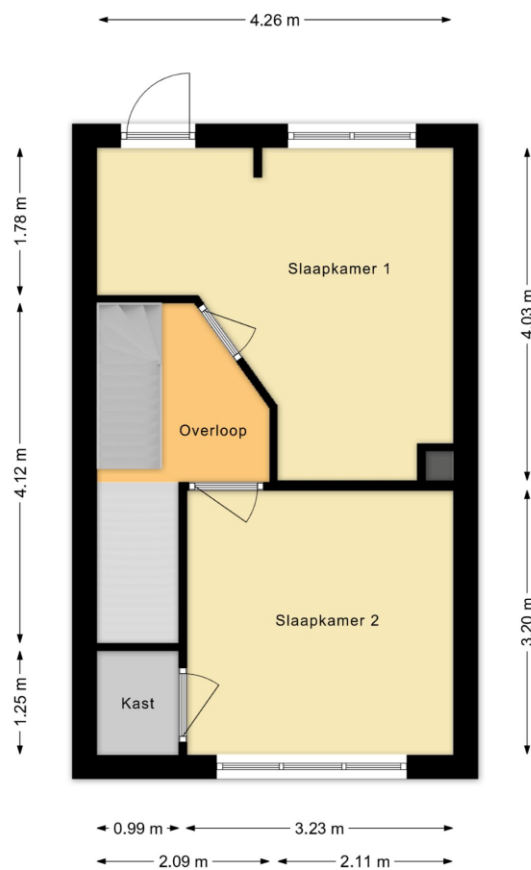 4.26 m
1.78 m
Slaapkamer 1
4.03 m
Overloop
4.12 m
Slaapkamer 2
3.20 m
Kast
1.25 m
0.99 m
3.23 m
2.09 m
2.11 m